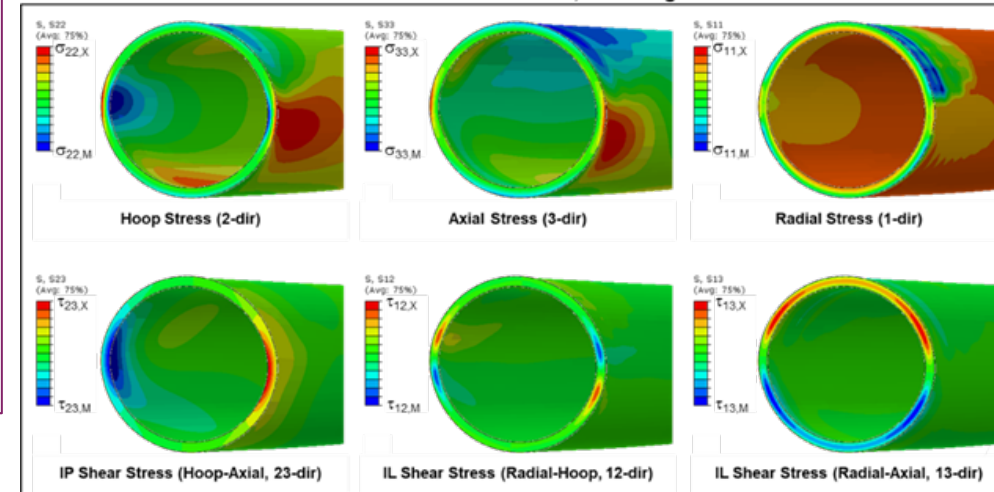 S, S22
(Avg: 75%)
σ22,X
σ22,M
Hoop Stress (2-dir)
S, S33
(Avg: 75%)
σ33,X
σ33,M
Axial Stress (3-dir)
S, S11
(Avg: 75%)
σ11,X
σ11,M
Radial Stress (1-dir)
S, S23
(Avg: 75%)
τ23,X
τ23,M
IP Shear Stress (Hoop-Axial, 23-dir)
S, S12
(Avg: 75%)
τ12,X
τ12,M
IL Shear Stress (Radial-Hoop, 12-dir)
S, S13
(Avg: 75%)
τ13,X
τ13,M
IL Shear Stress (Radial-Axial, 13-dir)